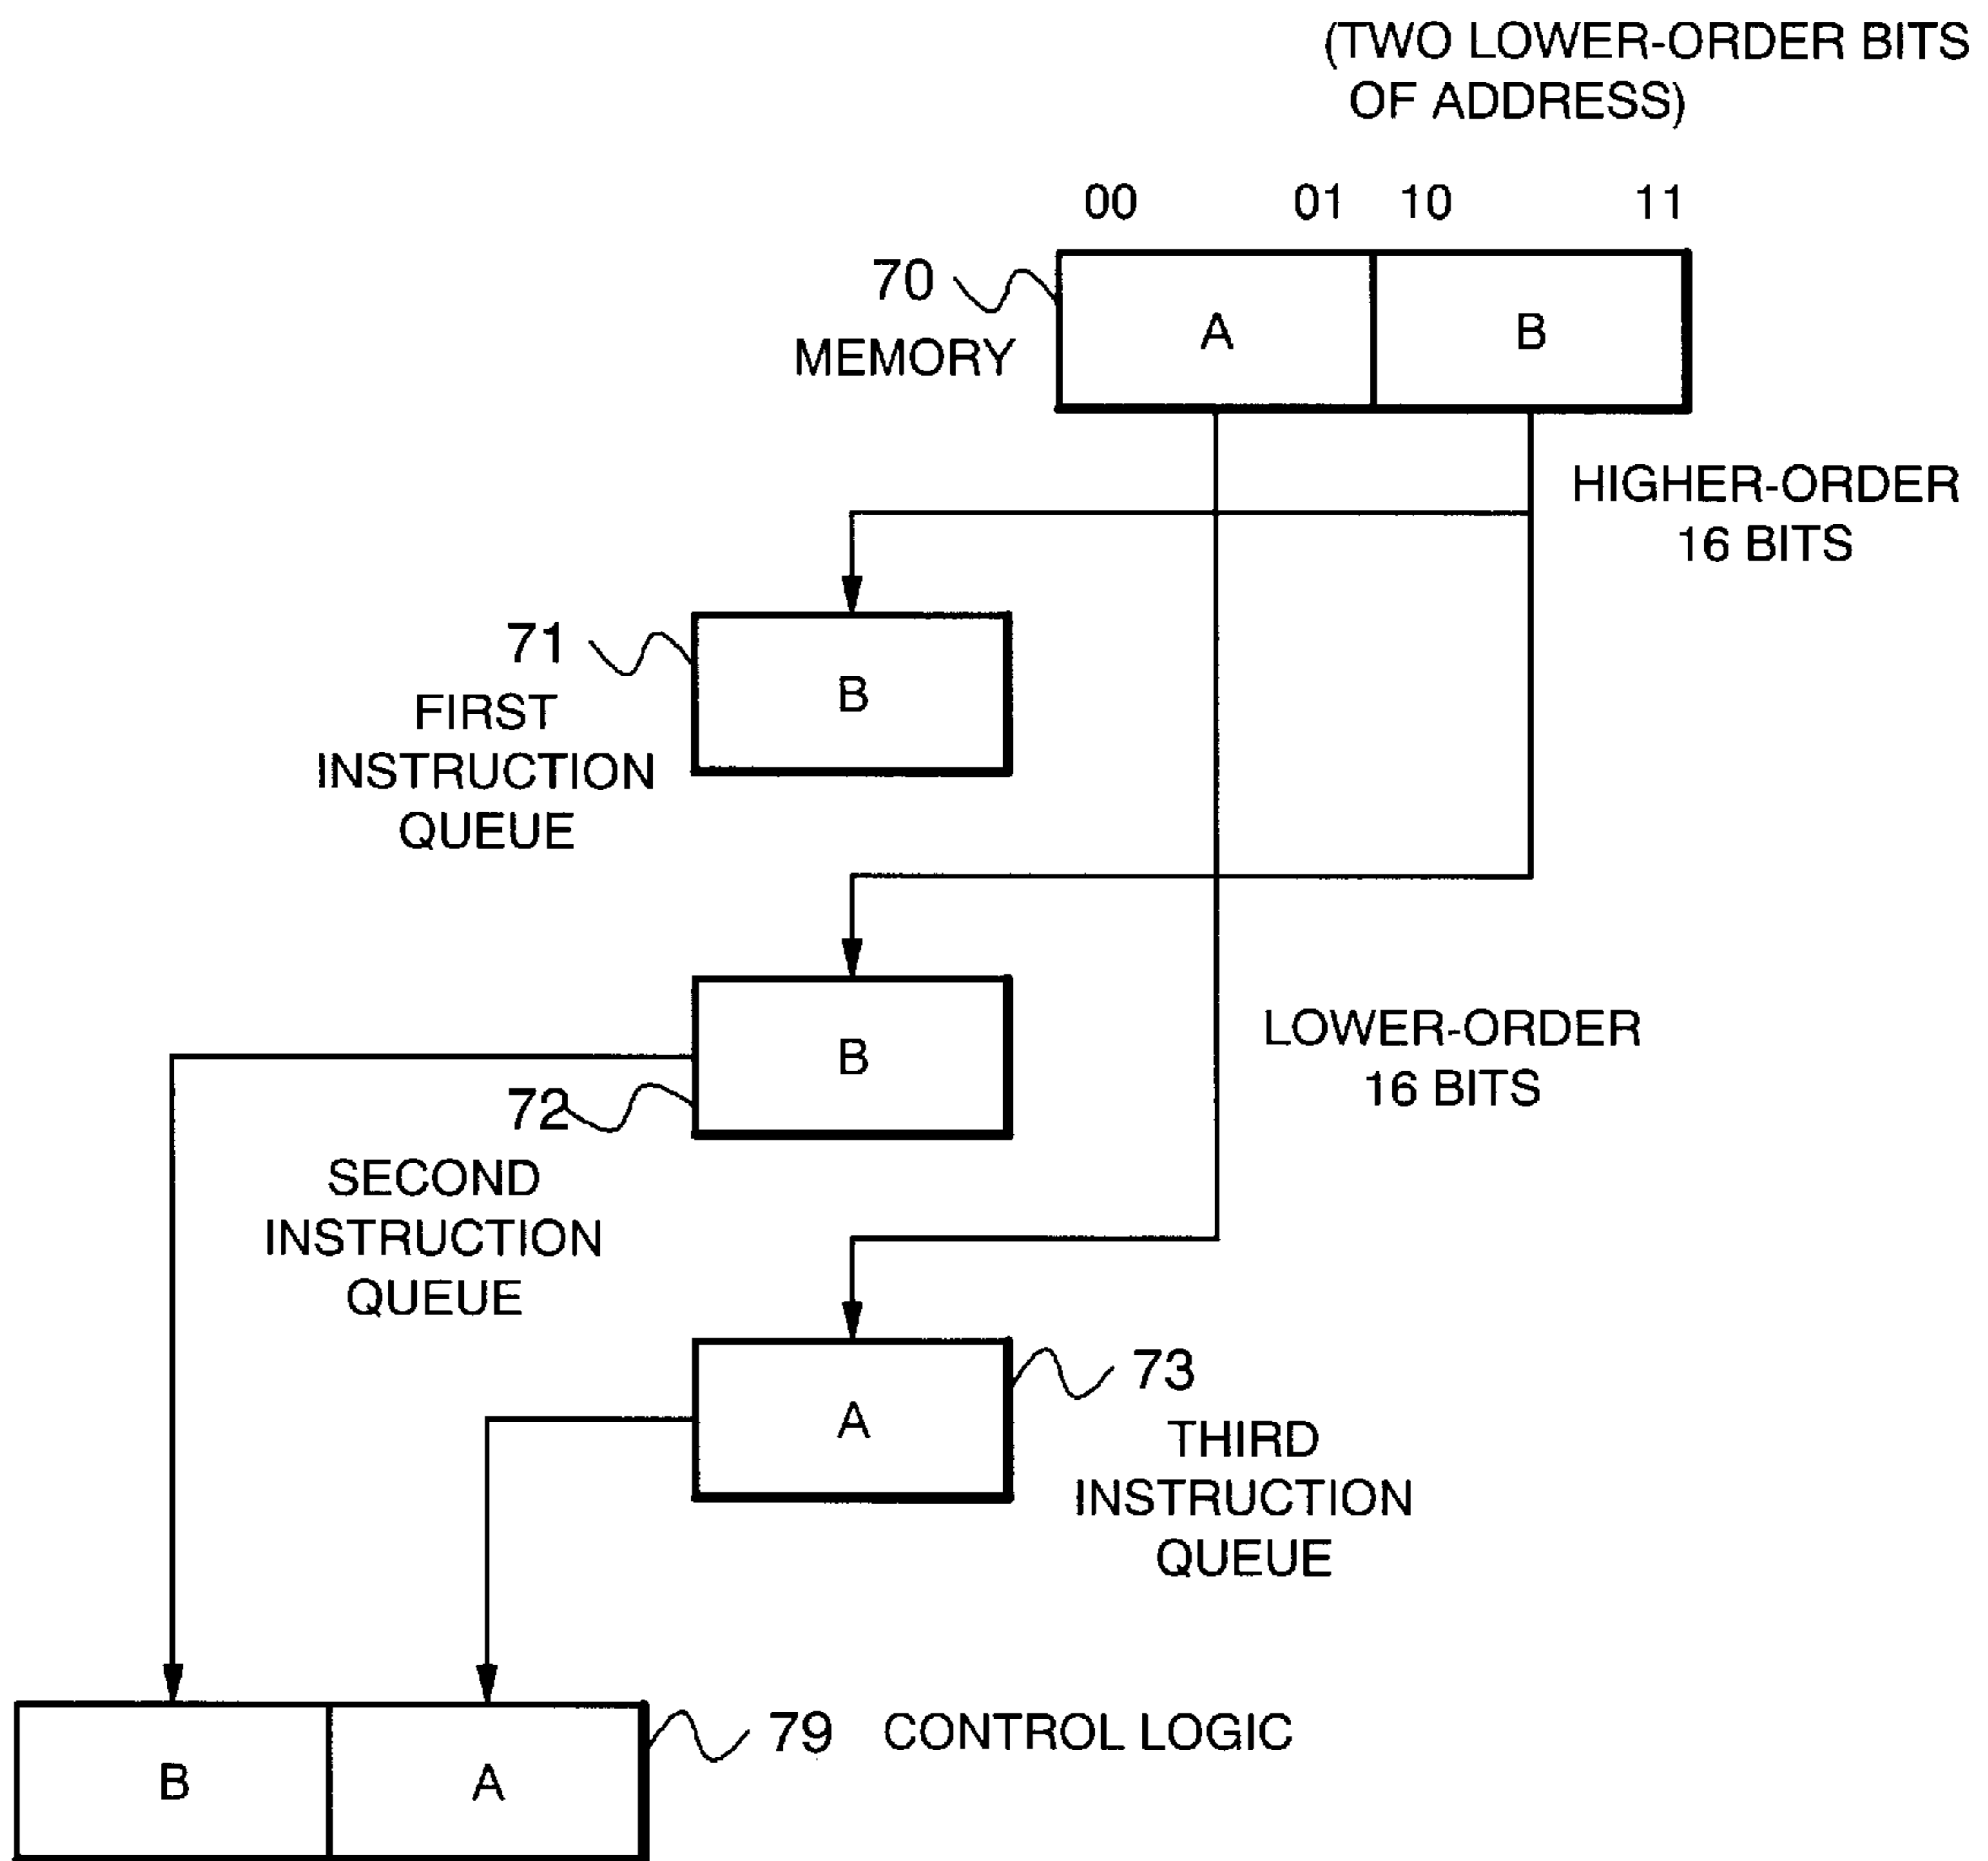 (TWO LOWER-ORDER BITS
OF ADDRESS)
00 01 10 11
70
MEMORY
A B
HIGHER-ORDER
16 BITS
71
FIRST
INSTRUCTION
QUEUE
B
B
72
SECOND
INSTRUCTION
QUEUE
LOWER-ORDER
16 BITS
A
73
THIRD
INSTRUCTION
QUEUE
79 CONTROL LOGIC
B A